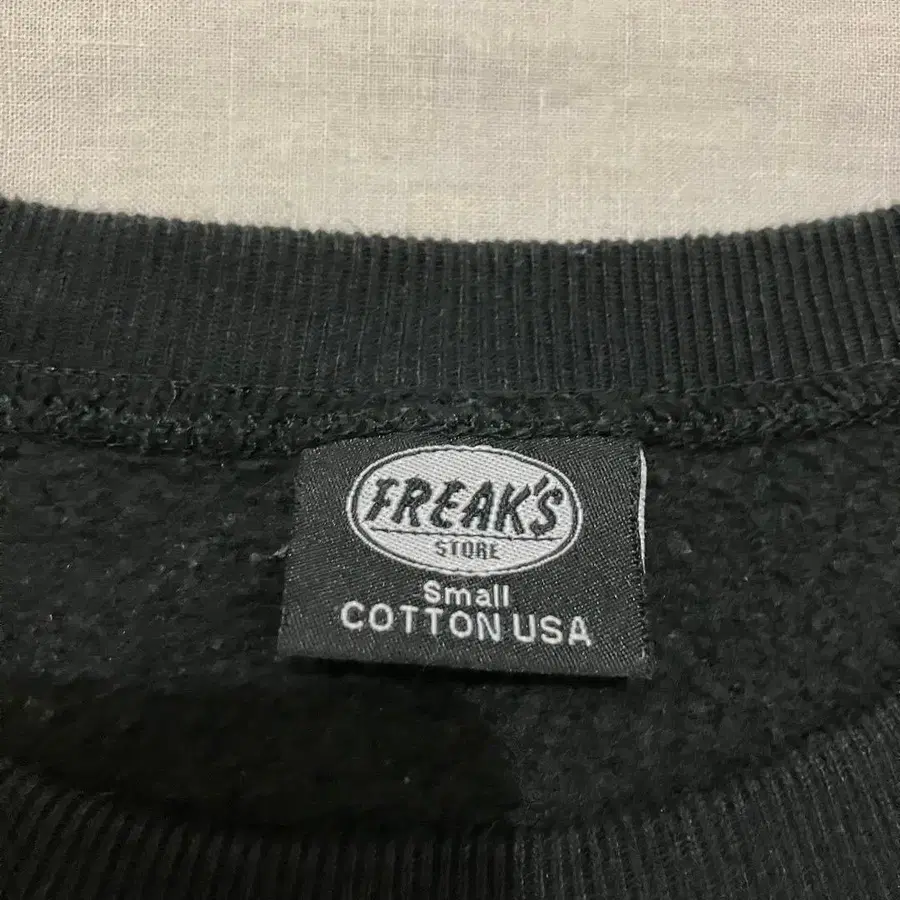 FREAK'S
STORE
Small
COTTON USA